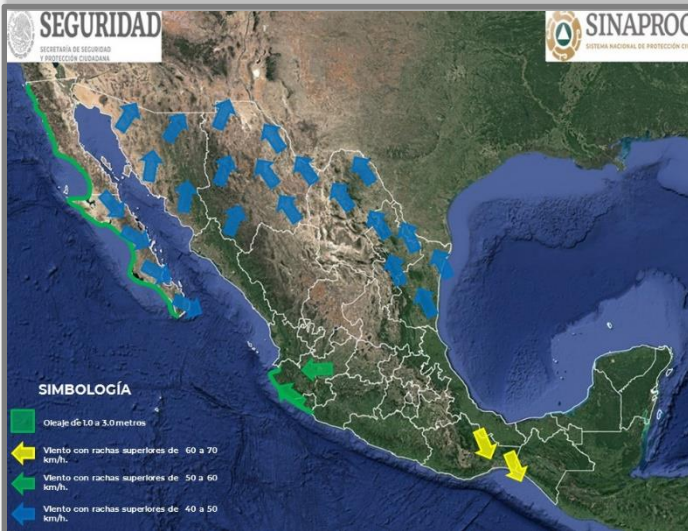 SEGURIDAD
SECRETARÍA DE SEGURIDAD
Y PROTECCIÓN CIUDADANA
SINAPROC
SISTEMA NACIONAL DE PROTECCIÓN CI
SIMBOLOGÍA
Oleaje de 1.0 a 3.0 metros
Viento con rachas superiores de 60 a 70
km/h.
Viento con rachas superiores de 50 a 60
km/h.
Viento con rachas superiores de 40 a 50
km/h.